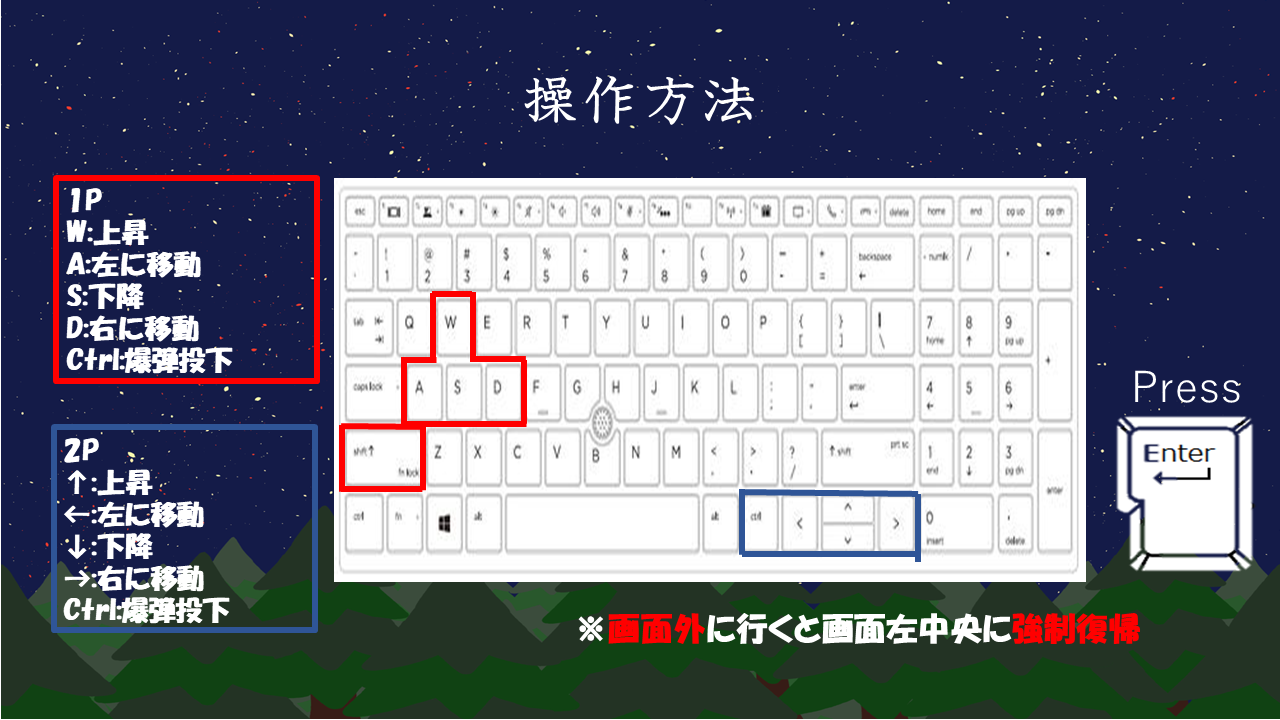 操作方法
1P
W:上昇
A:左に移動
S:下降
D:右に移動
Ctrl:爆弾投下
2P
↑:上昇
←:左に移動
↓:下降
→:右に移動
Ctrl:爆弾投下
esc delete home end pg up pg dn
! @ # $ % & * ( ) - + backspace numlk / * -
1 2 3 4 5 6 7 8 9 0 - = ←
tab Q W E R T Y U I O P { } | 7 8 9
[ ] \ home ↑ pg up +
caps lock A S D F G H J K L : " enter 4 5 6
← →
shift ↑ Z X C V B N M < > ? ↑ shift prt sc 1 2 3
fn lock , . / end ↓ pg dn enter
ctrl fn alt alt ctrl < ^ v > 0 .
insert delete
Press
Enter
※画面外に行くと画面左中央に強制復帰